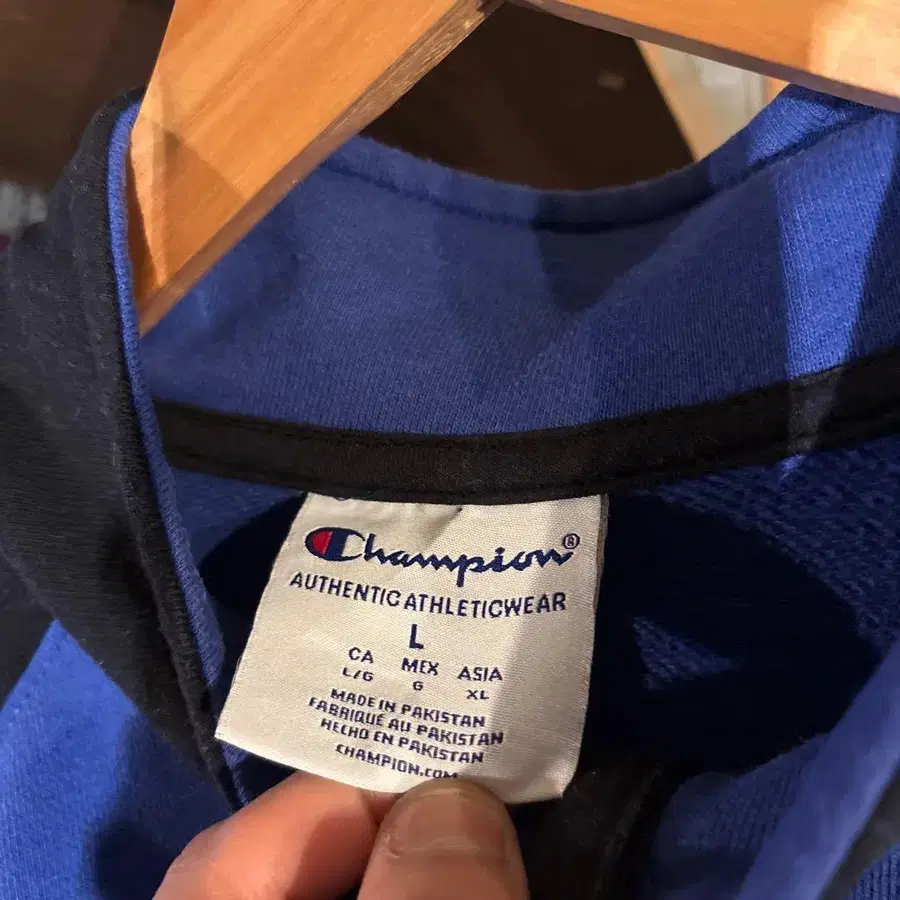 Champion®
AUTHENTIC ATHLETICWEAR
L
CA MEX ASIA
L/G G XL
MADE IN PAKISTAN
FABRIQUÉ AU PAKISTAN
HECHO EN PAKISTAN
CHAMPION.COM